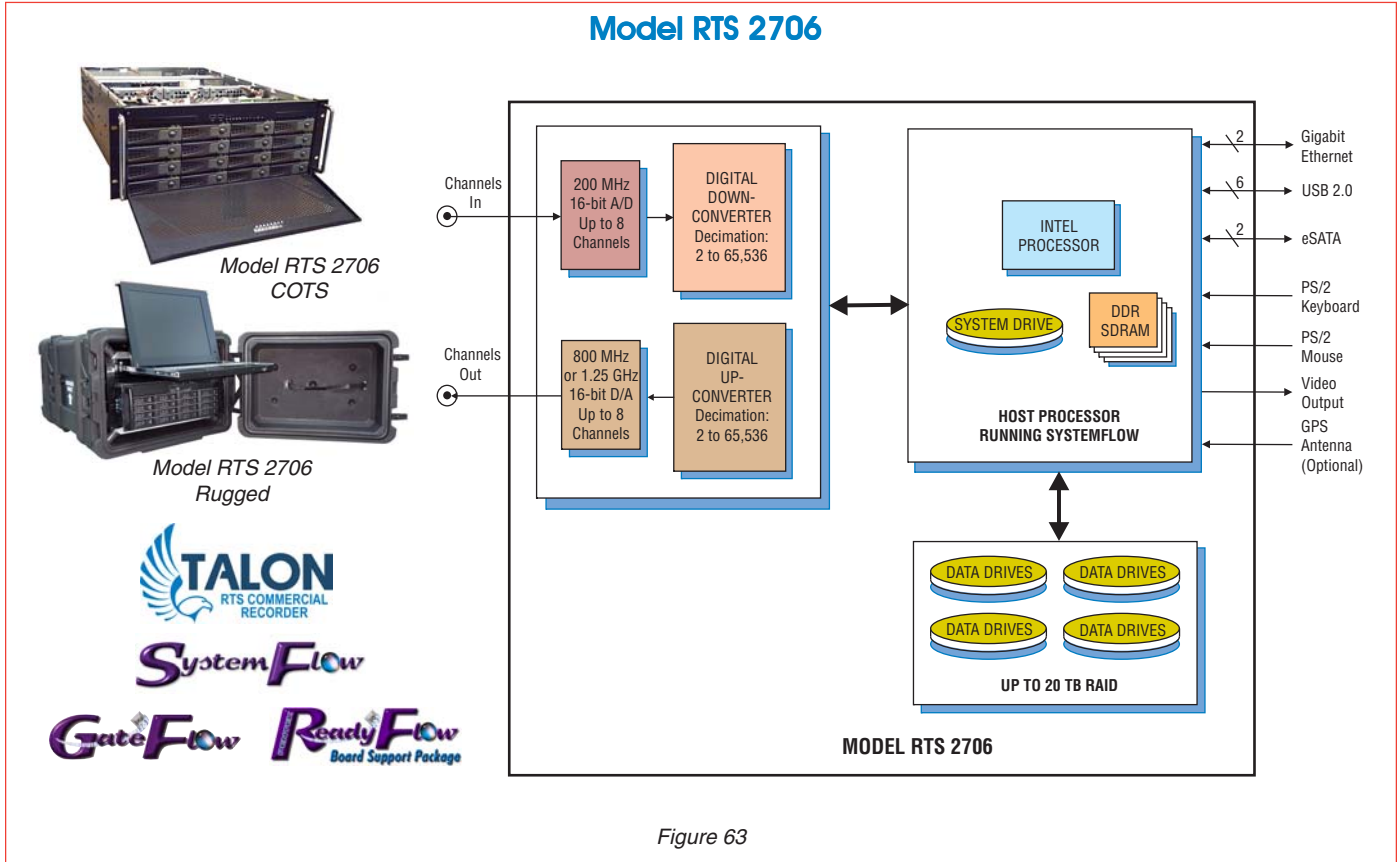 Model RTS 2706
Model RTS 2706
COTS
Model RTS 2706
Rugged
TALON
RTS COMMERCIAL
RECORDER
SystemFlow
GateFlow
ReadyFlow
Board Support Package
Channels
In
200 MHz
16-bit A/D
Up to 8
Channels
DIGITAL
DOWN-
CONVERTER
Decimation:
2 to 65,536
Channels
Out
800 MHz
or 1.25 GHz
16-bit D/A
Up to 8
Channels
DIGITAL
UP-
CONVERTER
Decimation:
2 to 65,536
INTEL
PROCESSOR
SYSTEM DRIVE
DDR
SDRAM
HOST PROCESSOR
RUNNING SYSTEMFLOW
2
Gigabit
Ethernet
6
USB 2.0
2
eSATA
PS/2
Keyboard
PS/2
Mouse
Video
Output
GPS
Antenna
(Optional)
DATA DRIVES
DATA DRIVES
DATA DRIVES
DATA DRIVES
UP TO 20 TB RAID
MODEL RTS 2706
Figure 63